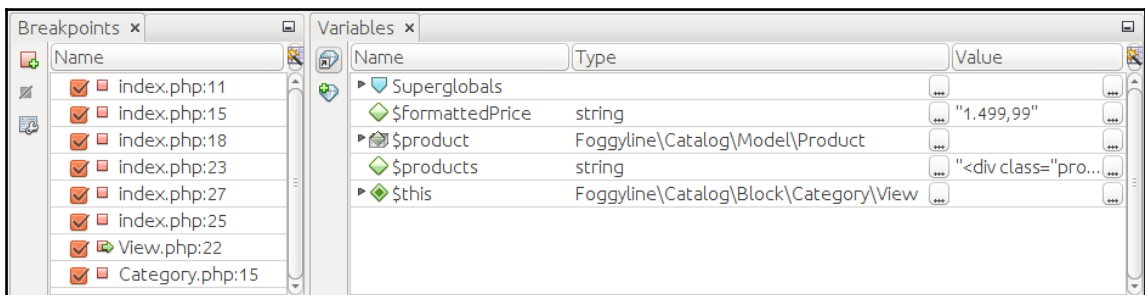 Breakpoints ×
Name
index.php:11
index.php:15
index.php:18
index.php:23
index.php:27
index.php:25
View.php:22
Category.php:15
Variables ×
Name Type Value
Superglobals
$formattedPrice string "1.499,99"
$product Foggyline\Catalog\Model\Product
$products string "<div class="pro...
$this Foggyline\Catalog\Block\Category\View